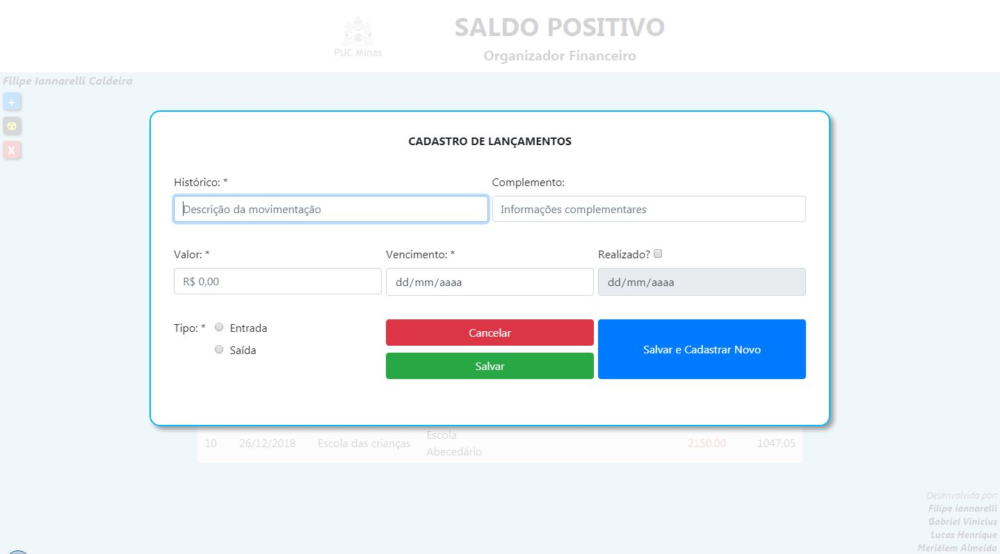 PUC Minas
SALDO POSITIVO
Organizador Financeiro
Filipe Iannarelli Caldeira
+
X
CADASTRO DE LANÇAMENTOS
Histórico: * Complemento:
Descrição da movimentação Informações complementares
Valor: * Vencimento: * Realizado?
R$ 0,00 dd/mm/aaaa dd/mm/aaaa
Tipo: * Entrada
Saída
Cancelar
Salvar
Salvar e Cadastrar Novo
10 26/12/2018 Escola das crianças Escola Abecedário 2150.00 1047.05
Desenvolvido por:
Filipe Iannarelli
Gabriel Vinicius
Lucas Henrique
Meriélem Almeida